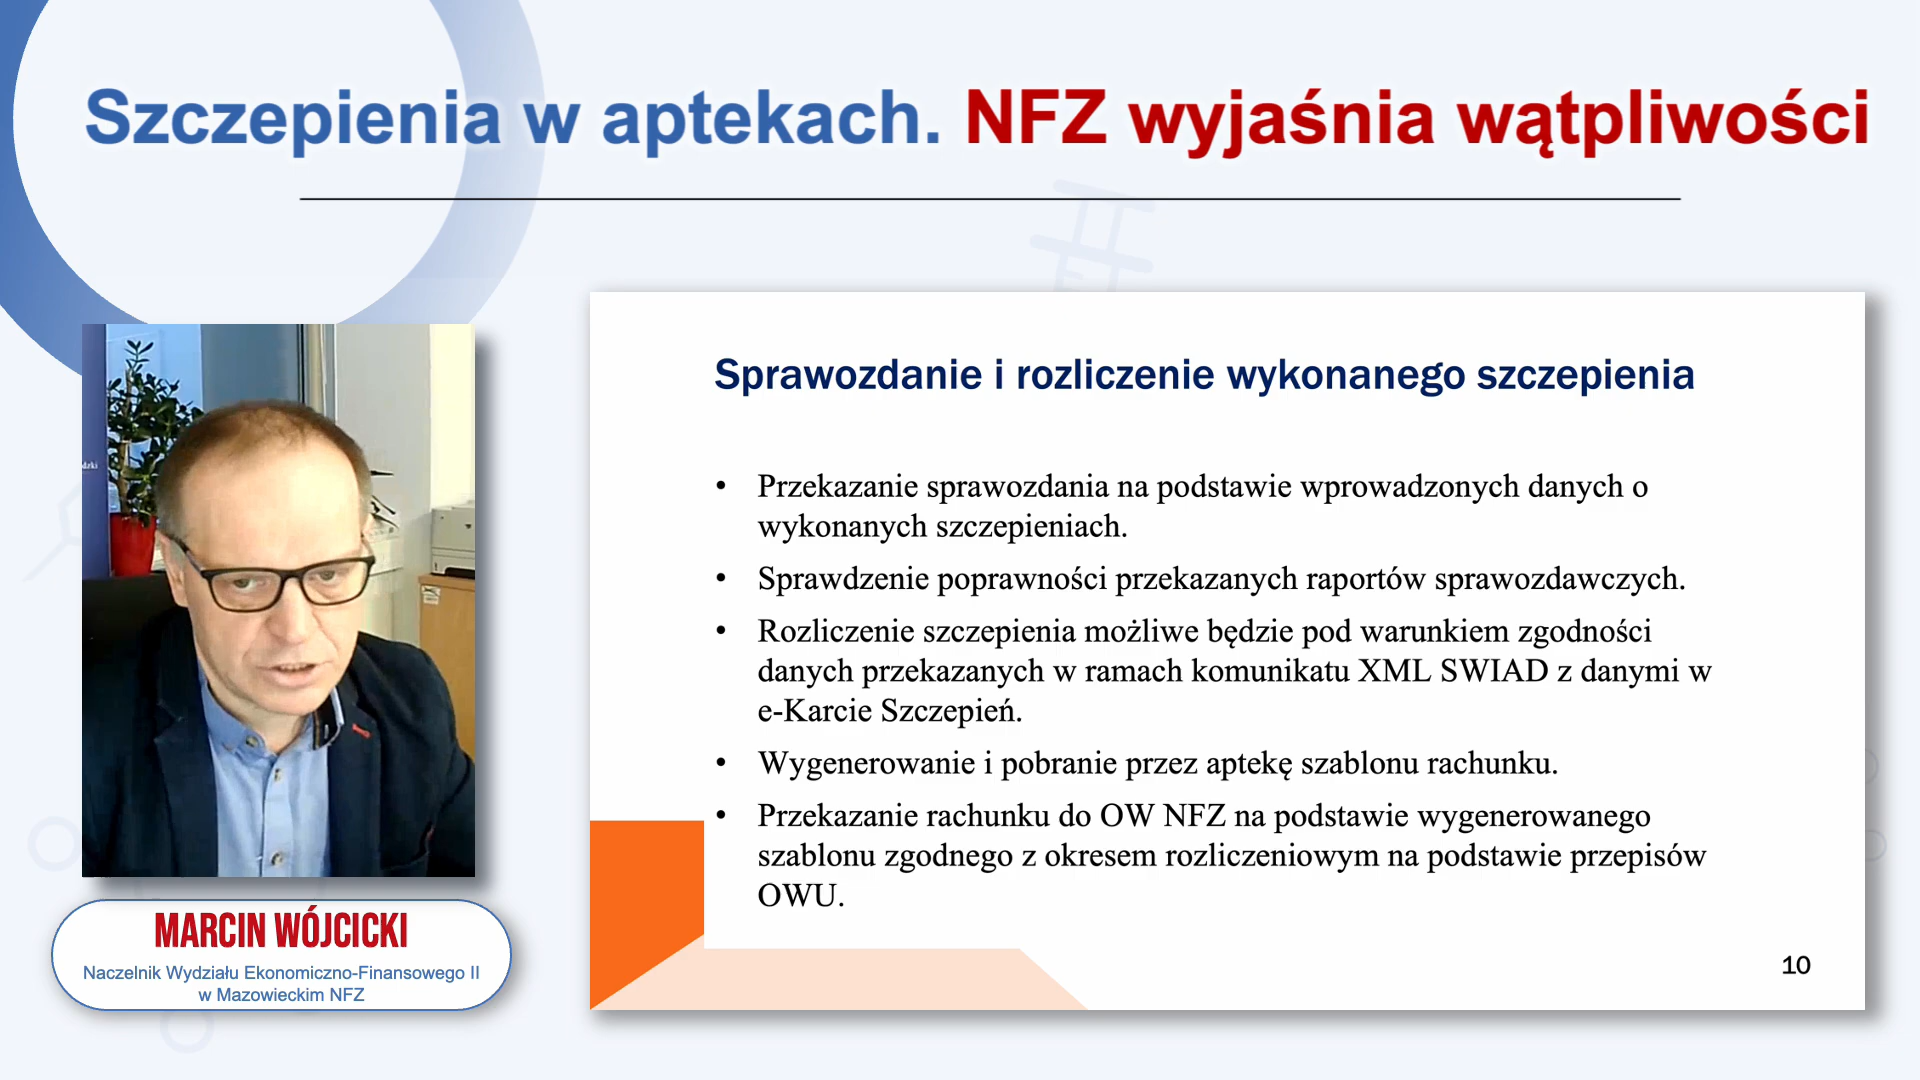 Szczepienia w aptekach. NFZ wyjaśnia wątpliwości
Sprawozdanie i rozliczenie wykonanego szczepienia
• Przekazanie sprawozdania na podstawie wprowadzonych danych o
wykonanych szczepieniach.
• Sprawdzenie poprawności przekazanych raportów sprawozdawczych.
• Rozliczenie szczepienia możliwe będzie pod warunkiem zgodności
danych przekazanych w ramach komunikatu XML SWIAD z danymi w
e-Karcie Szczepień.
• Wygenerowanie i pobranie przez aptekę szablonu rachunku.
• Przekazanie rachunku do OW NFZ na podstawie wygenerowanego
szablonu zgodnego z okresem rozliczeniowym na podstawie przepisów
OWU.
10
MARCIN WÓJCICKI
Naczelnik Wydziału Ekonomiczno-Finansowego II
w Mazowieckim NFZ